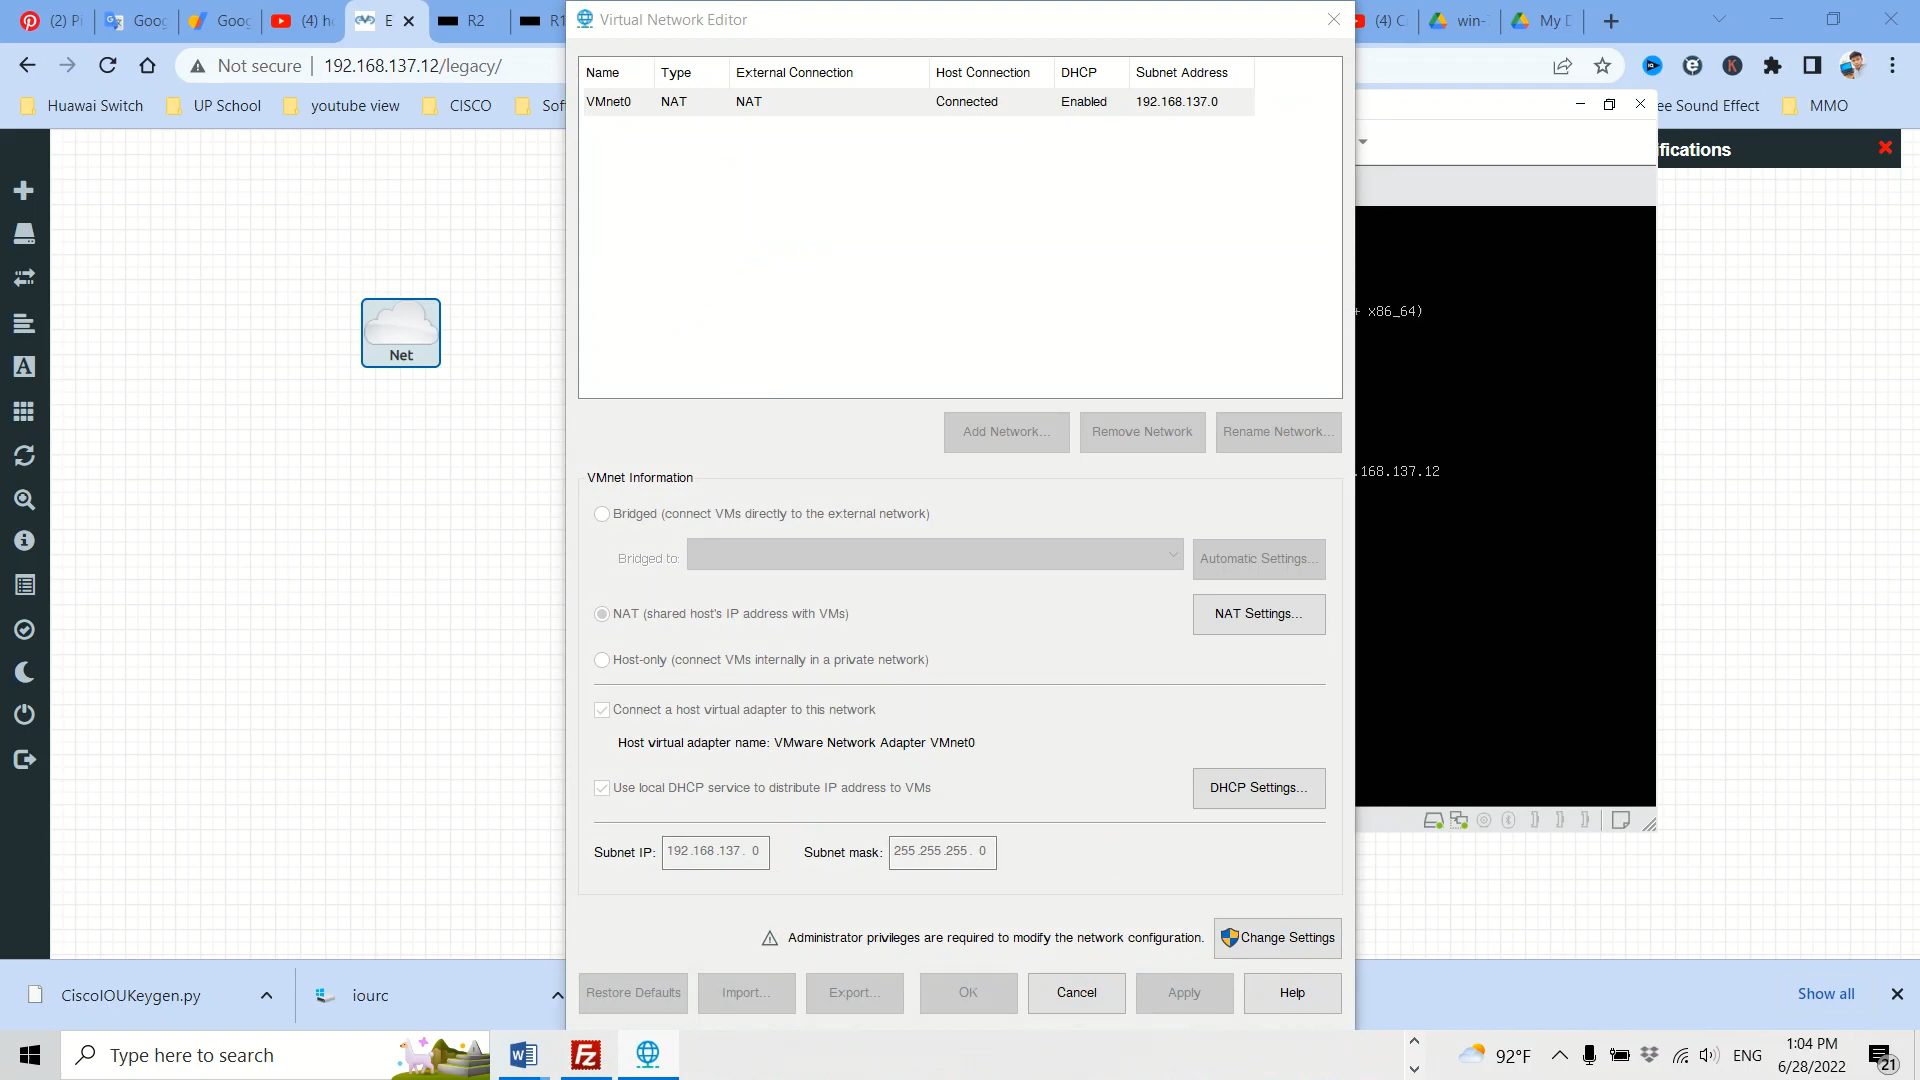 (2) Pi
Goog
Goog
(4) h
E
R2
R1
Virtual Network Editor
(4) C
win-
My D
Not secure
192.168.137.12/legacy/
Huawai Switch
UP School
youtube view
CISCO
Sof
ee Sound Effect
MMO
Name
Type
External Connection
Host Connection
DHCP
Subnet Address
VMnet0
NAT
NAT
Connected
Enabled
192.168.137.0
fications
+ x86_64)
Net
Add Network...
Remove Network
Rename Network...
.168.137.12
VMnet Information
Bridged (connect VMs directly to the external network)
Bridged to:
Automatic Settings...
NAT (shared host's IP address with VMs)
NAT Settings...
Host-only (connect VMs internally in a private network)
Connect a host virtual adapter to this network
Host virtual adapter name: VMware Network Adapter VMnet0
Use local DHCP service to distribute IP address to VMs
DHCP Settings...
Subnet IP:
192.168.137. 0
Subnet mask:
255.255.255. 0
Administrator privileges are required to modify the network configuration.
Change Settings
Restore Defaults
Import...
Export...
OK
Cancel
Apply
Help
CiscoIOUKeygen.py
iourc
Show all
Type here to search
92°F
ENG
1:04 PM
6/28/2022
21